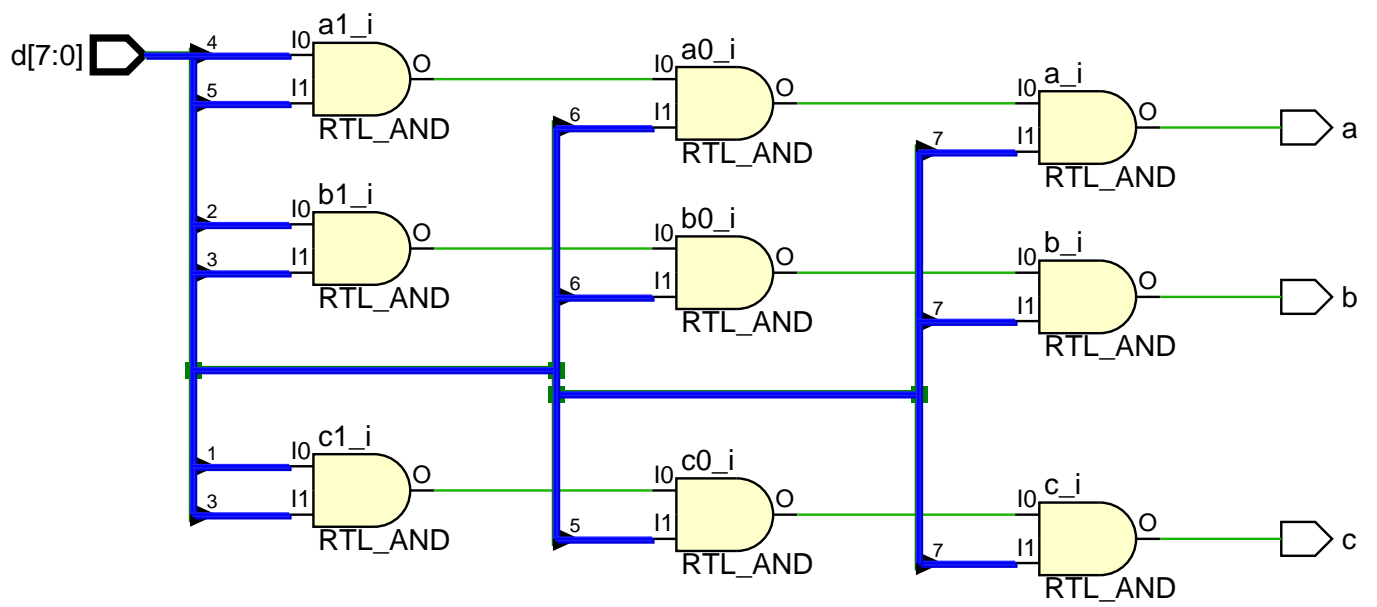 d[7:0]
4
5
I0
I1
a1_i
O
RTL_AND
6
I0
I1
a0_i
O
RTL_AND
7
I0
I1
a_i
O
RTL_AND
a
2
3
I0
I1
b1_i
O
RTL_AND
6
I0
I1
b0_i
O
RTL_AND
7
I0
I1
b_i
O
RTL_AND
b
1
3
I0
I1
c1_i
O
RTL_AND
5
I0
I1
c0_i
O
RTL_AND
7
I0
I1
c_i
O
RTL_AND
c